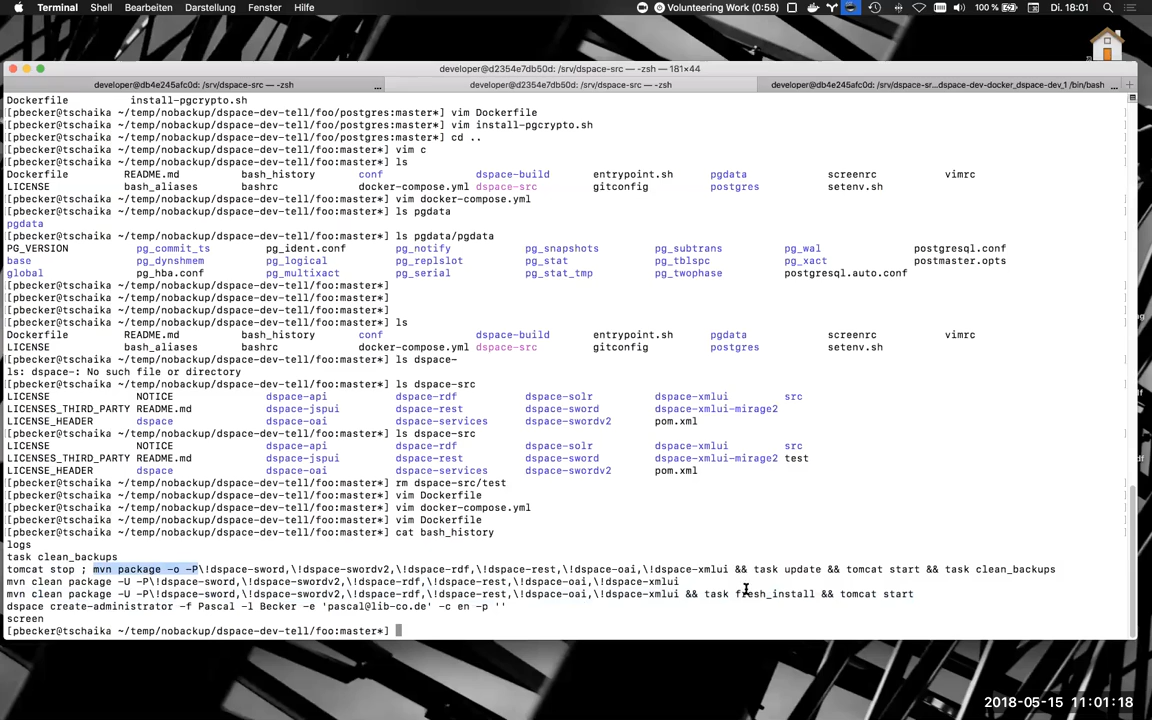 Terminal Shell Bearbeiten Darstellung Fenster Hilfe Volunteering Work (0:58) 100 % Di. 18:01
developer@d2354e7db50d: /srv/dspace-src — -zsh — 181×44
developer@db4e245afc0d: /srv/dspace-src — -zsh ... developer@d2354e7db50d: /srv/dspace-src — -zsh developer@db4e245afc0d: /srv/dspace-sr...dspace-dev-docker_dspace-dev_1 /bin/bash ... +
Dockerfile install-pgcrypto.sh
[pbecker@tschaika ~/temp/nobackup/dspace-dev-tell/foo/postgres:master*] vim Dockerfile
[pbecker@tschaika ~/temp/nobackup/dspace-dev-tell/foo/postgres:master*] vim install-pgcrypto.sh
[pbecker@tschaika ~/temp/nobackup/dspace-dev-tell/foo/postgres:master*] cd ..
[pbecker@tschaika ~/temp/nobackup/dspace-dev-tell/foo:master*] vim c
[pbecker@tschaika ~/temp/nobackup/dspace-dev-tell/foo:master*] ls
Dockerfile README.md bash_history conf dspace-build entrypoint.sh pgdata screenrc vimrc
LICENSE bash_aliases bashrc docker-compose.yml dspace-src gitconfig postgres setenv.sh
[pbecker@tschaika ~/temp/nobackup/dspace-dev-tell/foo:master*] vim docker-compose.yml
[pbecker@tschaika ~/temp/nobackup/dspace-dev-tell/foo:master*] ls pgdata
pgdata
[pbecker@tschaika ~/temp/nobackup/dspace-dev-tell/foo:master*] ls pgdata/pgdata
PG_VERSION pg_commit_ts pg_ident.conf pg_notify pg_snapshots pg_subtrans pg_wal postgresql.conf
base pg_dynshmem pg_logical pg_replslot pg_stat pg_tblspc pg_xact postmaster.opts
global pg_hba.conf pg_multixact pg_serial pg_stat_tmp pg_twophase postgresql.auto.conf
[pbecker@tschaika ~/temp/nobackup/dspace-dev-tell/foo:master*]
[pbecker@tschaika ~/temp/nobackup/dspace-dev-tell/foo:master*]
[pbecker@tschaika ~/temp/nobackup/dspace-dev-tell/foo:master*]
[pbecker@tschaika ~/temp/nobackup/dspace-dev-tell/foo:master*] ls
Dockerfile README.md bash_history conf dspace-build entrypoint.sh pgdata screenrc vimrc
LICENSE bash_aliases bashrc docker-compose.yml dspace-src gitconfig postgres setenv.sh
[pbecker@tschaika ~/temp/nobackup/dspace-dev-tell/foo:master*] ls dspace-
ls: dspace-: No such file or directory
[pbecker@tschaika ~/temp/nobackup/dspace-dev-tell/foo:master*] ls dspace-src
LICENSE NOTICE dspace-api dspace-rdf dspace-solr dspace-xmlui src
LICENSES_THIRD_PARTY README.md dspace-jspui dspace-rest dspace-sword dspace-xmlui-mirage2
LICENSE_HEADER dspace dspace-oai dspace-services dspace-swordv2 pom.xml
[pbecker@tschaika ~/temp/nobackup/dspace-dev-tell/foo:master*] ls dspace-src
LICENSE NOTICE dspace-api dspace-rdf dspace-solr dspace-xmlui src
LICENSES_THIRD_PARTY README.md dspace-jspui dspace-rest dspace-sword dspace-xmlui-mirage2 test
LICENSE_HEADER dspace dspace-oai dspace-services dspace-swordv2 pom.xml
[pbecker@tschaika ~/temp/nobackup/dspace-dev-tell/foo:master*] rm dspace-src/test
[pbecker@tschaika ~/temp/nobackup/dspace-dev-tell/foo:master*] vim Dockerfile
[pbecker@tschaika ~/temp/nobackup/dspace-dev-tell/foo:master*] vim docker-compose.yml
[pbecker@tschaika ~/temp/nobackup/dspace-dev-tell/foo:master*] vim Dockerfile
[pbecker@tschaika ~/temp/nobackup/dspace-dev-tell/foo:master*] cat bash_history
logs
task clean_backups
tomcat stop ; mvn package -o -P\!dspace-sword,\!dspace-swordv2,\!dspace-rdf,\!dspace-rest,\!dspace-oai,\!dspace-xmlui && task update && tomcat start && task clean_backups
mvn clean package -U -P\!dspace-sword,\!dspace-swordv2,\!dspace-rdf,\!dspace-rest,\!dspace-oai,\!dspace-xmlui
mvn clean package -U -P\!dspace-sword,\!dspace-swordv2,\!dspace-rdf,\!dspace-rest,\!dspace-oai,\!dspace-xmlui && task fresh_install && tomcat start
dspace create-administrator -f Pascal -l Becker -e 'pascal@lib-co.de' -c en -p ''
screen
[pbecker@tschaika ~/temp/nobackup/dspace-dev-tell/foo:master*]
2018-05-15 11:01:18